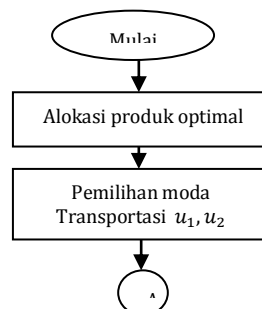 Mulai
Alokasi produk optimal
Pemilihan moda
Transportasi u₁, u₂
A